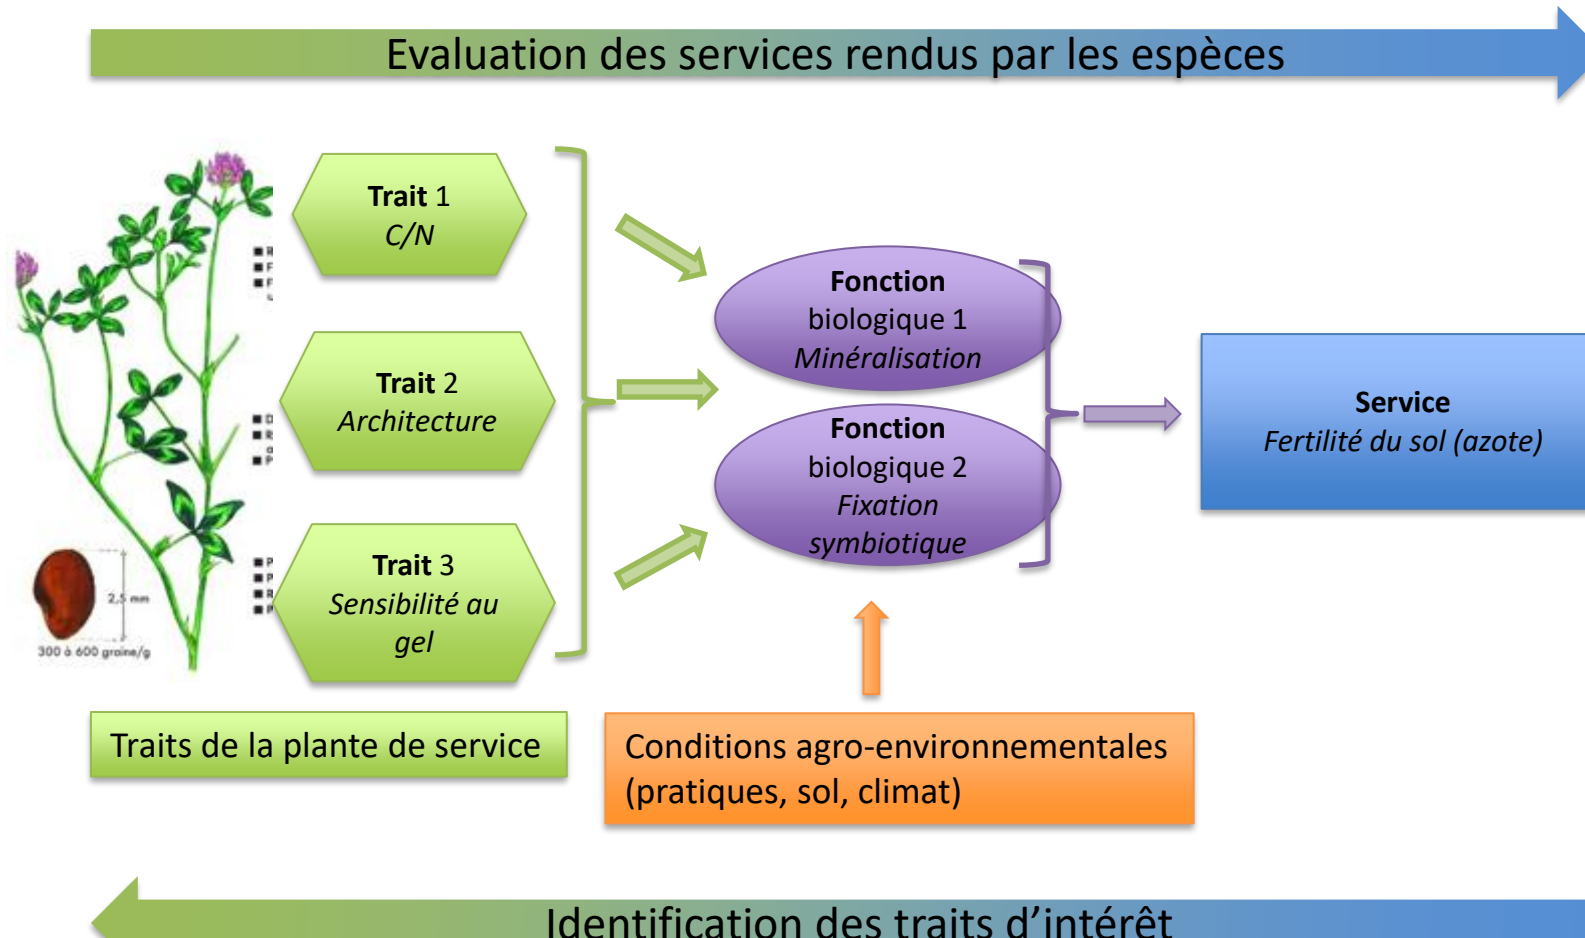 Evaluation des services rendus par les espèces
Trait 1
C/N
Trait 2
Architecture
Trait 3
Sensibilité au
gel
2,5 mm
300 à 600 graine/g
Fonction
biologique 1
Minéralisation
Fonction
biologique 2
Fixation
symbiotique
Service
Fertilité du sol (azote)
Traits de la plante de service
Conditions agro-environnementales
(pratiques, sol, climat)
Identification des traits d’intérêt